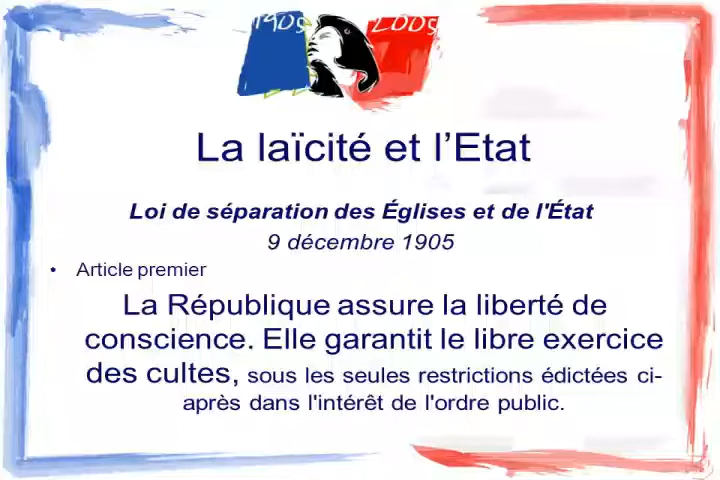 1905 2005
La laïcité et l’Etat
Loi de séparation des Églises et de l'État
9 décembre 1905
• Article premier
La République assure la liberté de
conscience. Elle garantit le libre exercice
des cultes, sous les seules restrictions édictées ci-
après dans l'intérêt de l'ordre public.